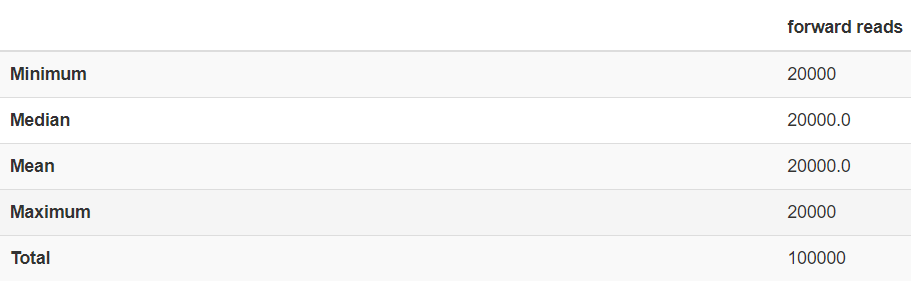 forward reads
Minimum 20000
Median 20000.0
Mean 20000.0
Maximum 20000
Total 100000